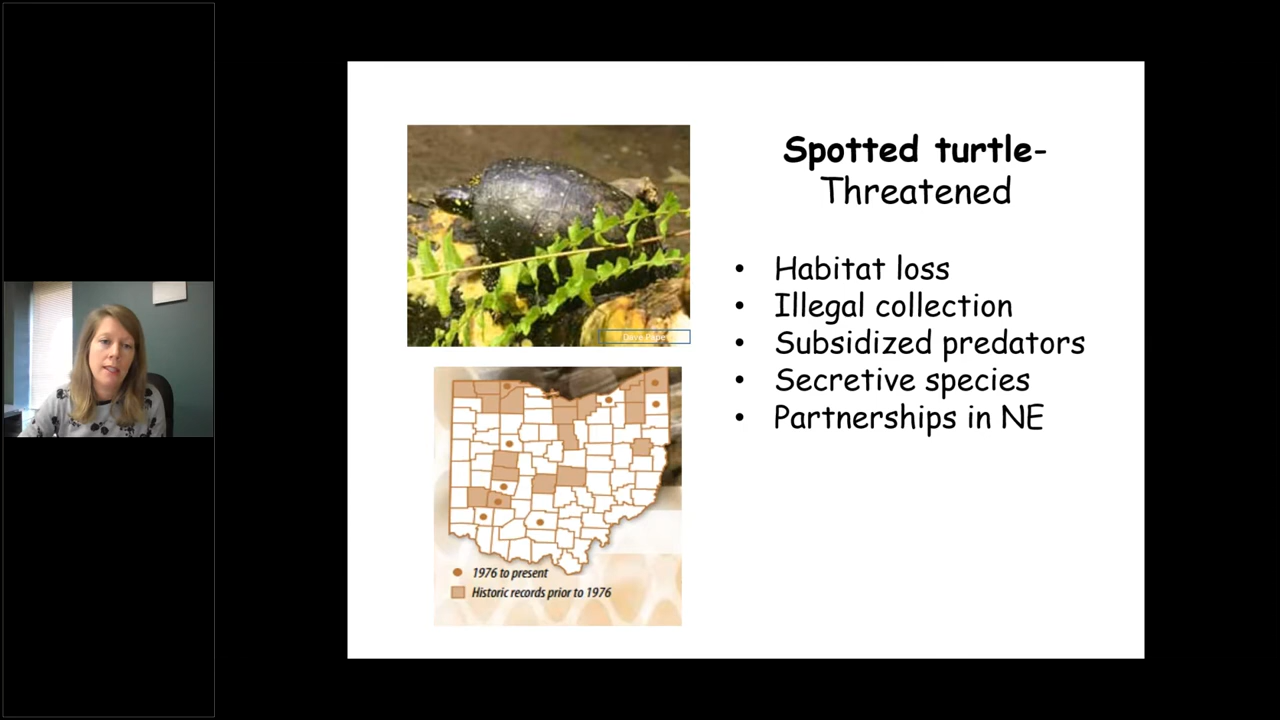 Spotted turtle-
Threatened
• Habitat loss
• Illegal collection
• Subsidized predators
• Secretive species
• Partnerships in NE
1976 to present
Historic records prior to 1976